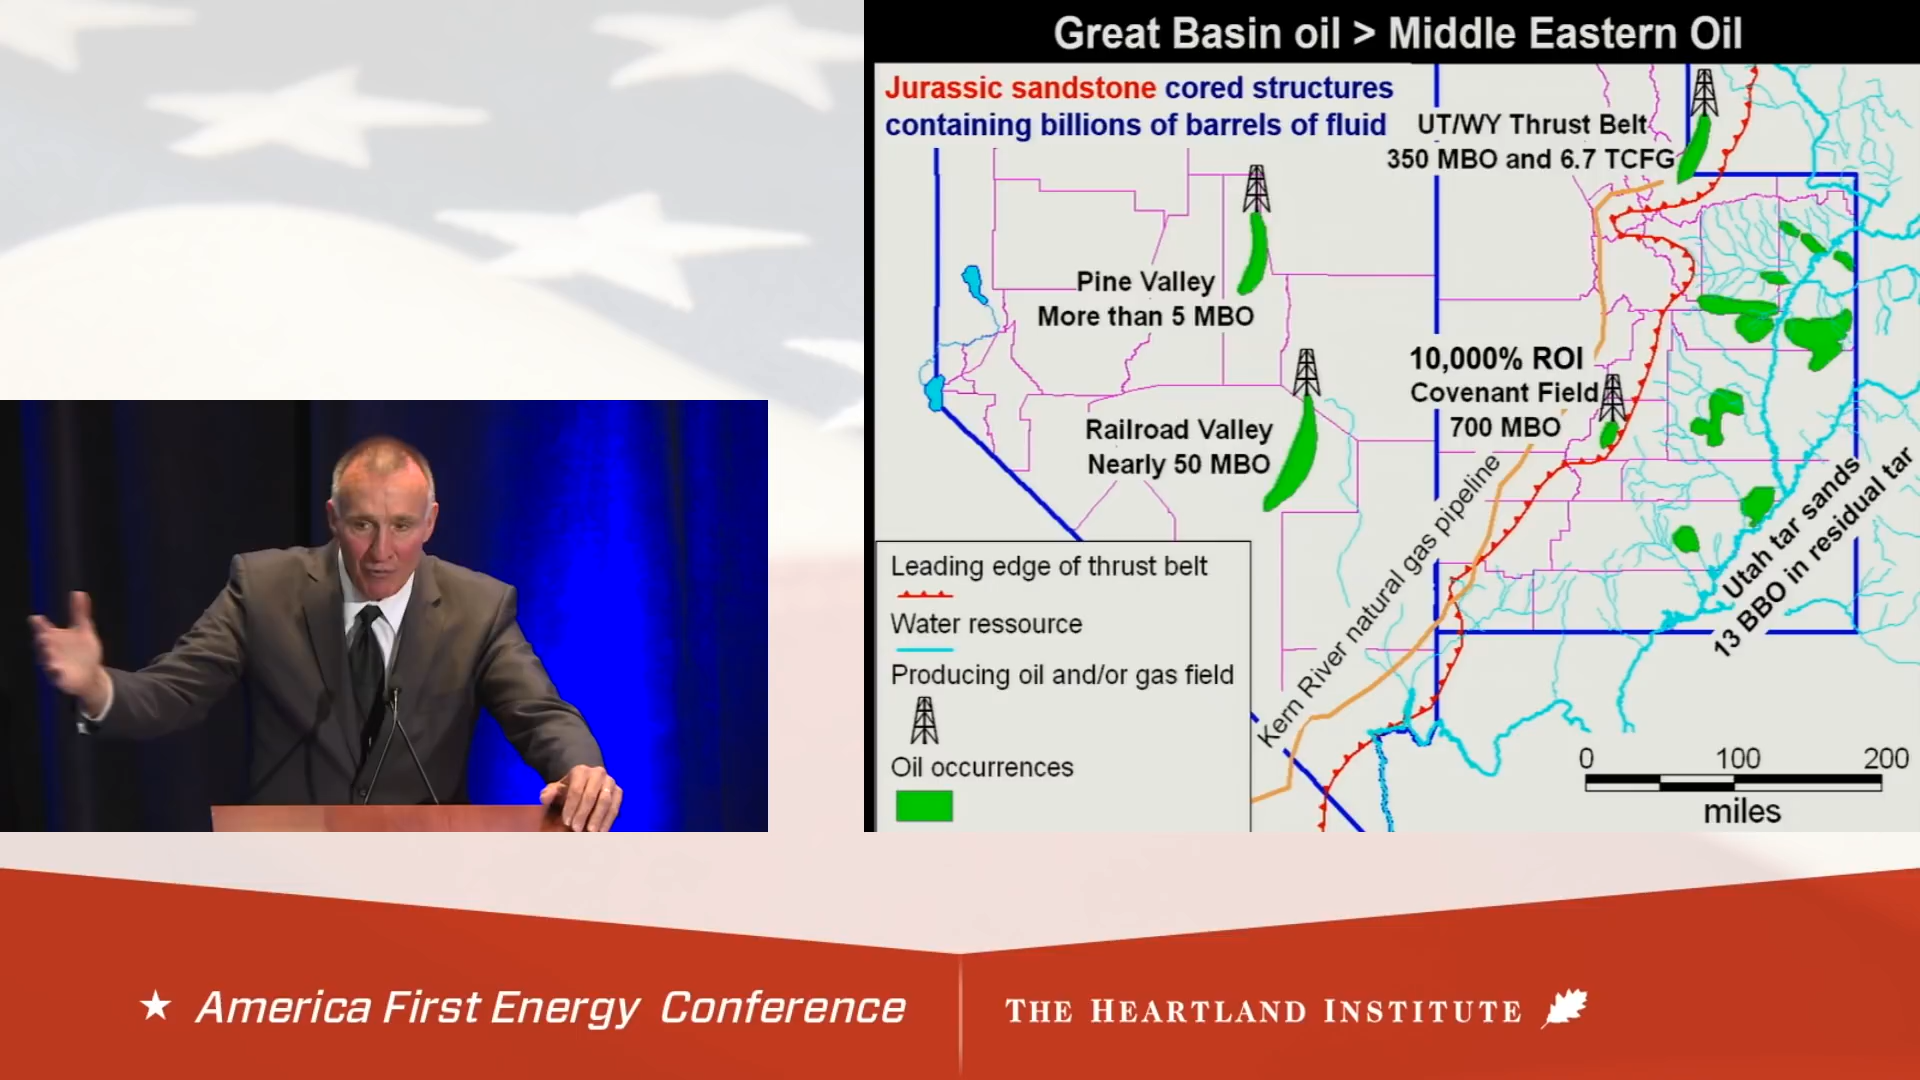 Great Basin oil > Middle Eastern Oil
Jurassic sandstone cored structures
containing billions of barrels of fluid
UT/WY Thrust Belt
350 MBO and 6.7 TCFG
Pine Valley
More than 5 MBO
10,000% ROI
Covenant Field
700 MBO
Railroad Valley
Nearly 50 MBO
Kern River natural gas pipeline
Utah tar sands
13 BBO in residual tar
Leading edge of thrust belt
Water ressource
Producing oil and/or gas field
Oil occurrences
0 100 200
miles
America First Energy Conference
THE HEARTLAND INSTITUTE